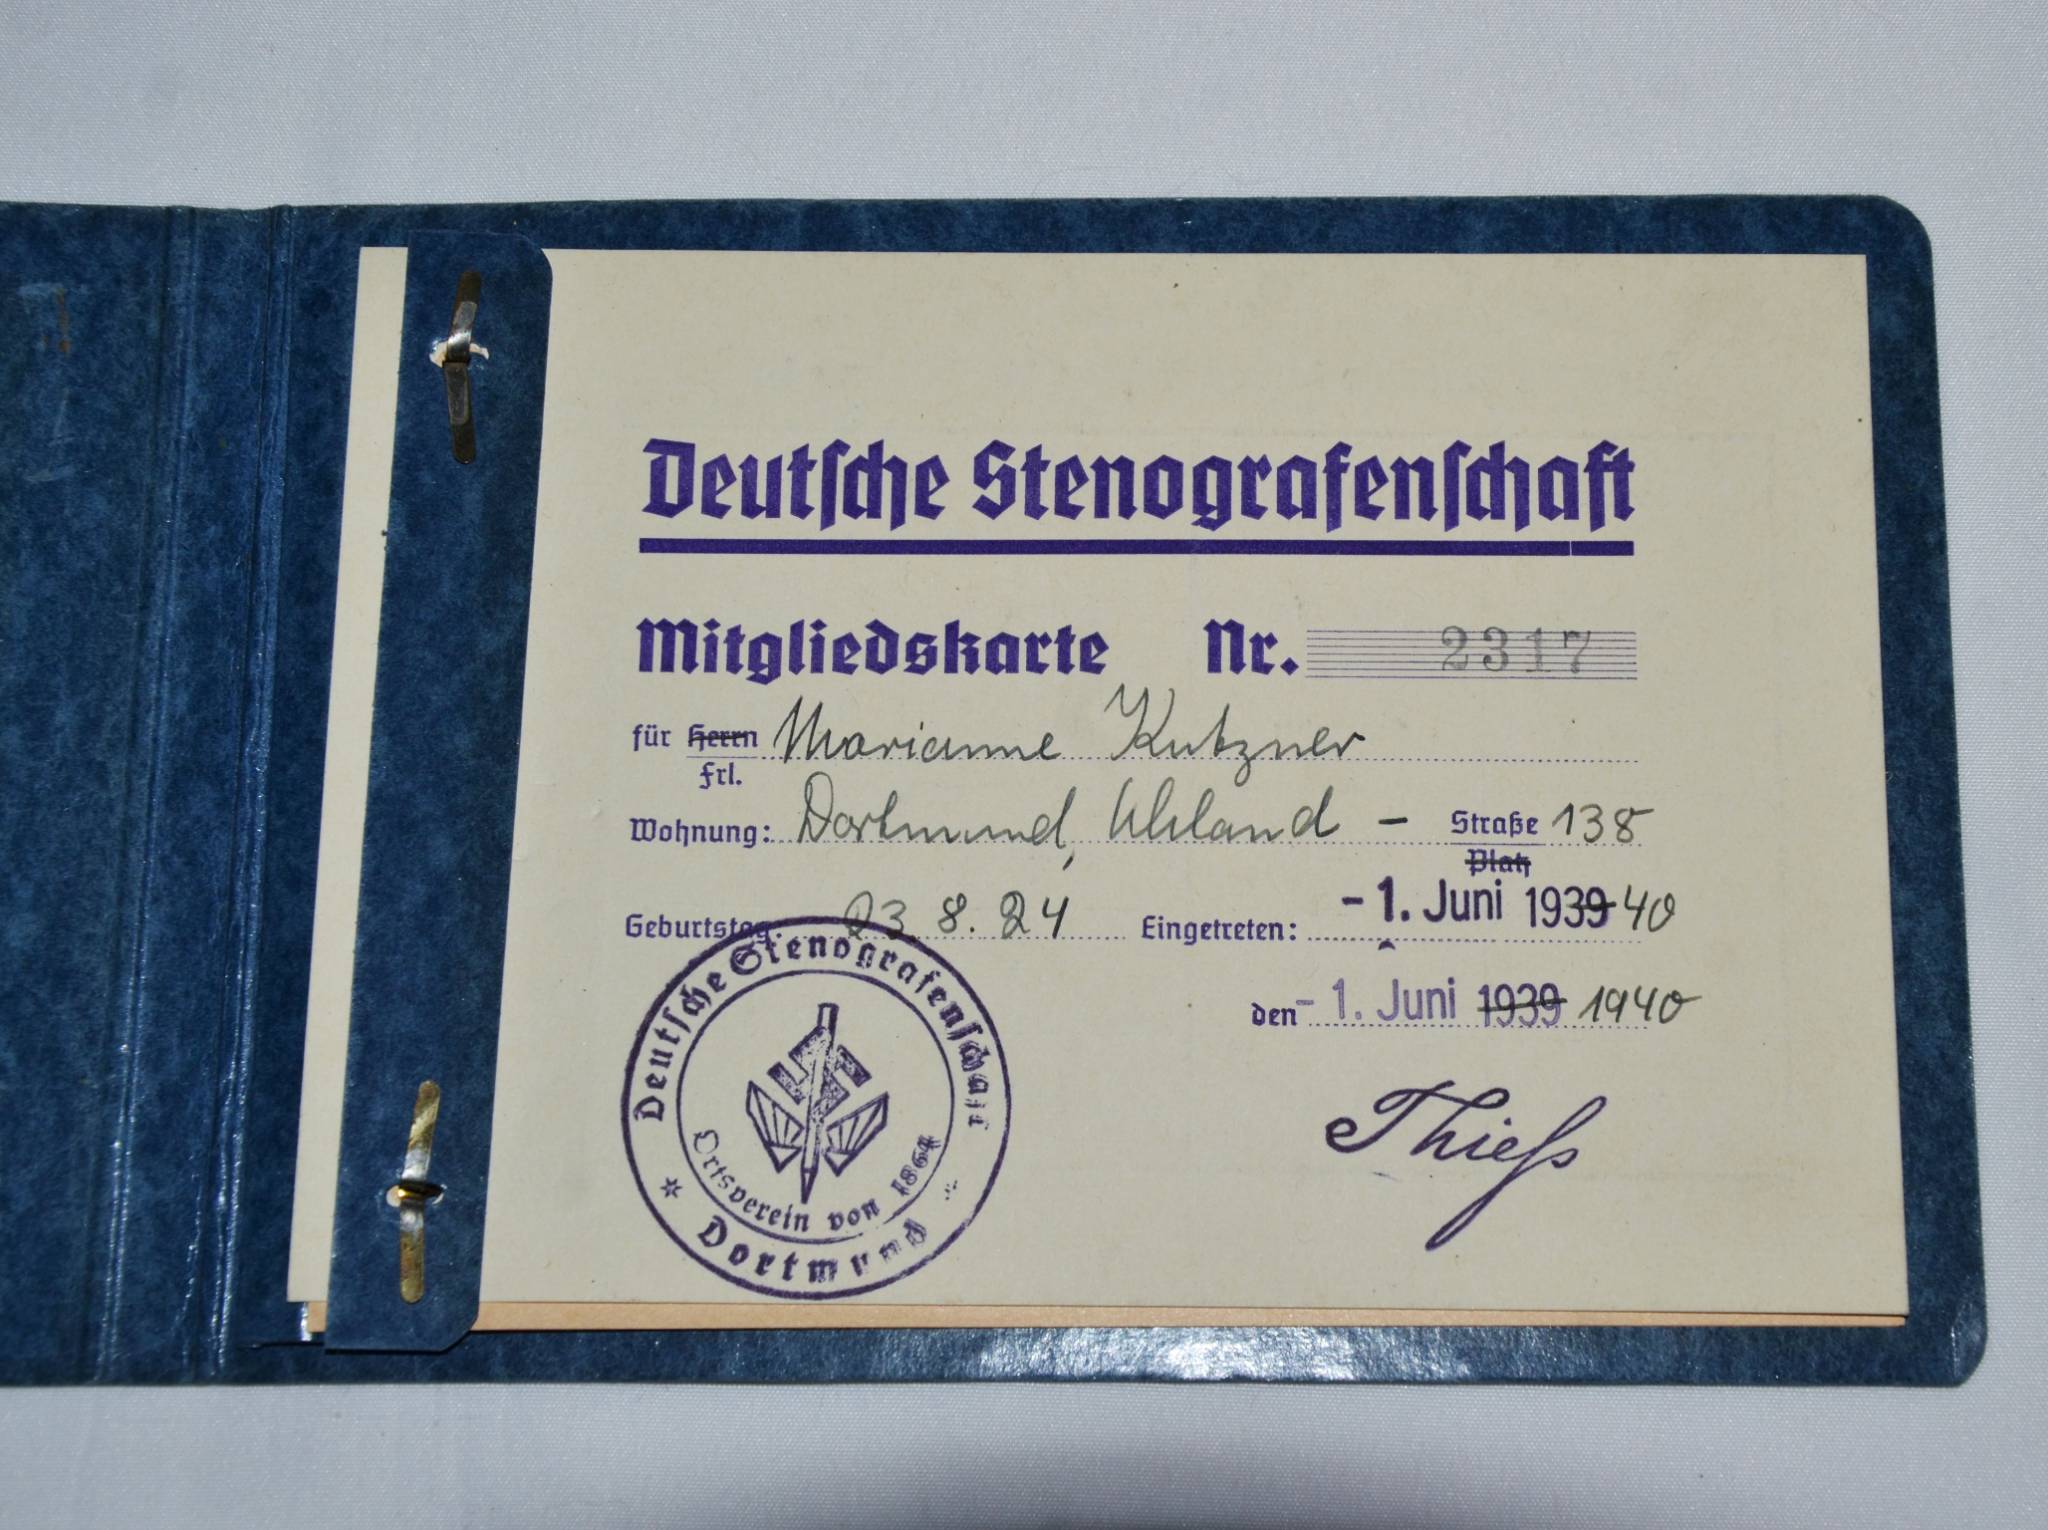 Deutsche Stenografenschaft
Mitgliedskarte Nr. 2317
für Herrn Marianne Kutzner
Frl.
Wohnung: Dortmund, Uhland - Straße 138
Platz
Geburtstag: 23.8.24 Eingetreten: -1. Juni 1939 40
den -1. Juni 1939 1940
Thieß
Deutsche Stenografenschaft
Ortsverein von 1864
* Dortmund *